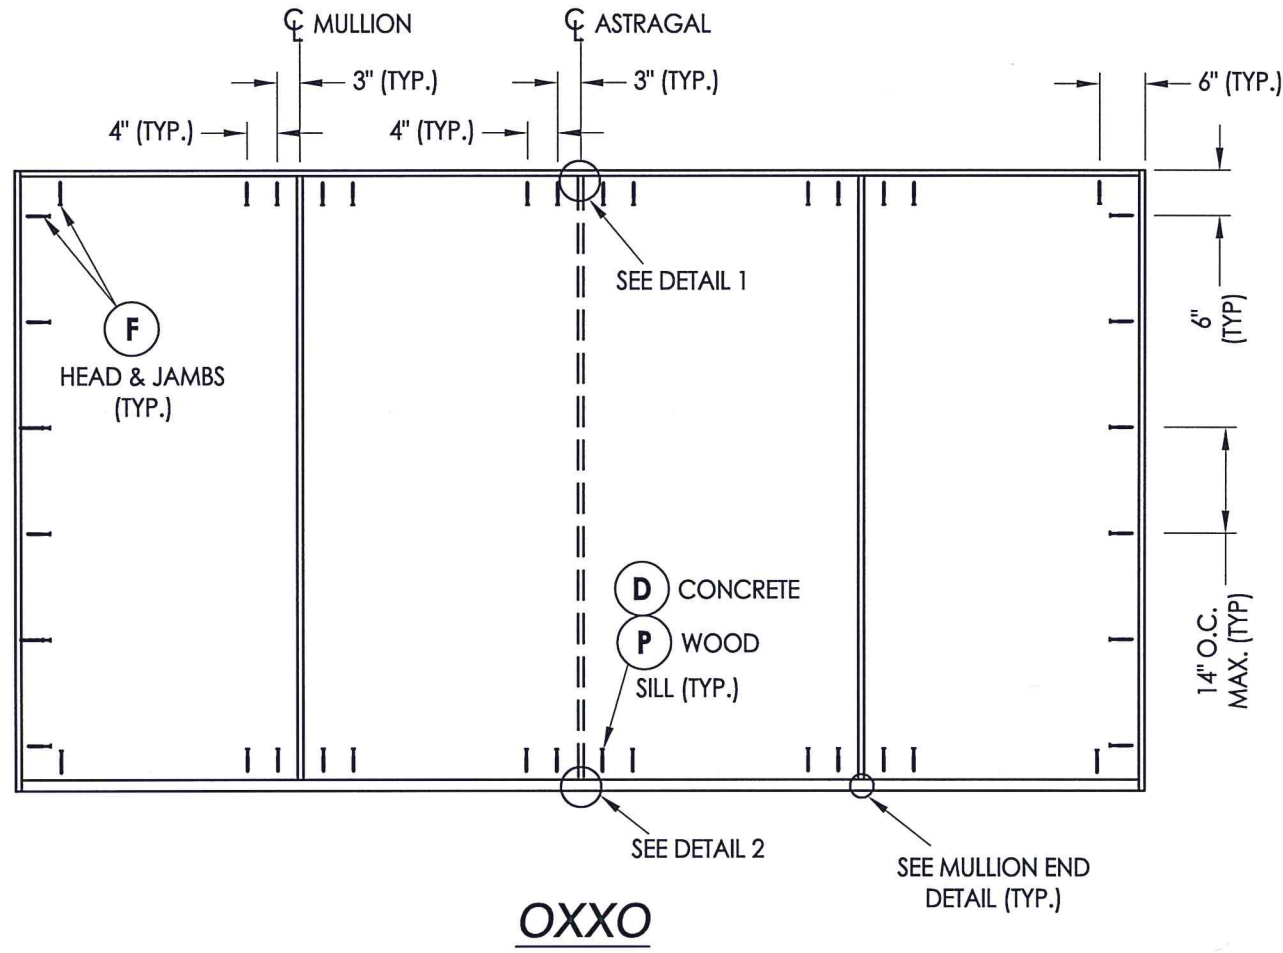 ℄ MULLION
℄ ASTRAGAL
3" (TYP.)
3" (TYP.)
6" (TYP.)
4" (TYP.)
4" (TYP.)
SEE DETAIL 1
6"
(TYP)
F
HEAD & JAMBS
(TYP.)
D CONCRETE
P WOOD
SILL (TYP.)
14" O.C.
MAX. (TYP)
SEE DETAIL 2
SEE MULLION END
DETAIL (TYP.)
OXXO